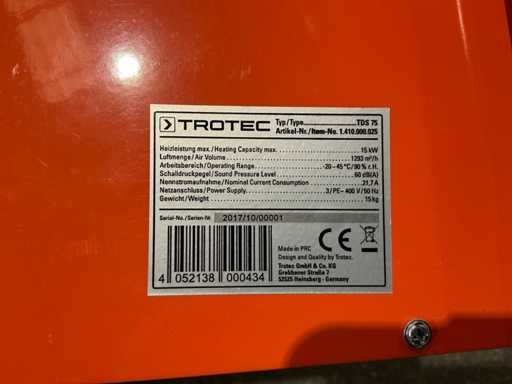 TROTEC
Typ/Type.....................TDS 75
Artikel-Nr./Item-No. 1.410.000.025
Heizleistung max./Heating Capacity max. 15 kW
Luftmenge/Air Volume 1293 m³/h
Arbeitsbereich/Operating Range -20–45°C/90 % r.H.
Schalldruckpegel/Sound Pressure Level 60 dB(A)
Nennstromaufnahme/Nominal Current Consumption 21,7 A
Netzanschluss/Power Supply 3/PE~ 400 V/50 Hz
Gewicht/Weight 15kg
Serial-No./Serien-Nr. 2017/10/00001
Made in PRC
Design and Quality by Trotec.
Trotec GmbH & Co. KG
Grebbener Straße 7
52525 Heinsberg - Germany
CE
4 052138 000434